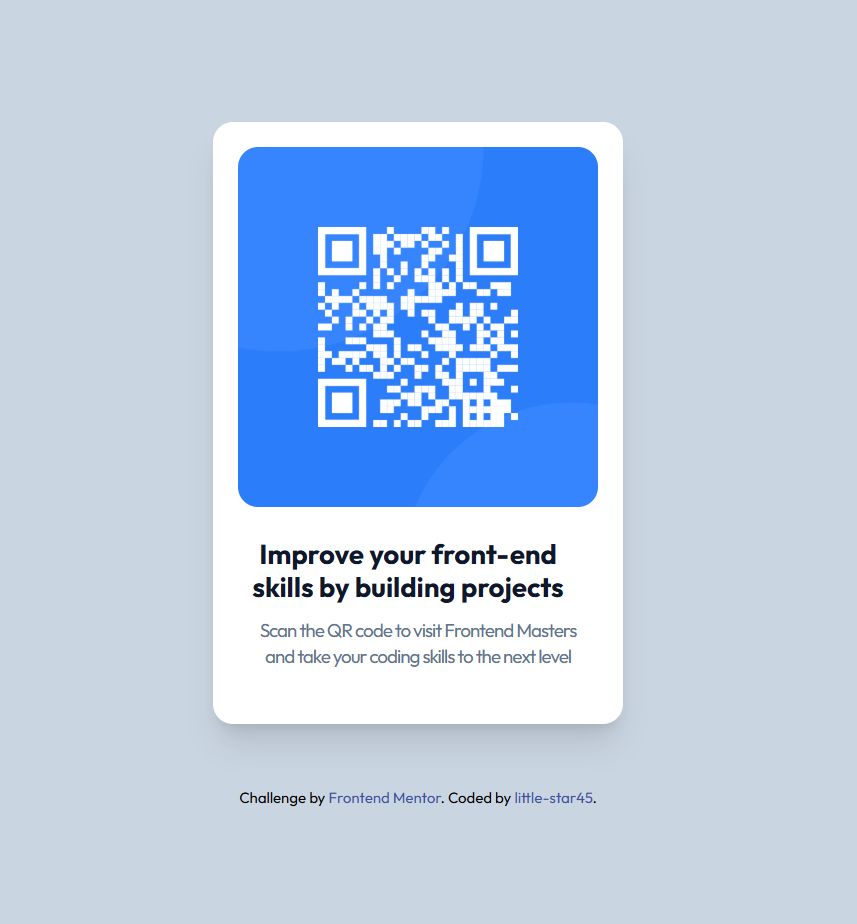 Improve your front-end
skills by building projects
Scan the QR code to visit Frontend Masters
and take your coding skills to the next level
Challenge by Frontend Mentor. Coded by little-star45.